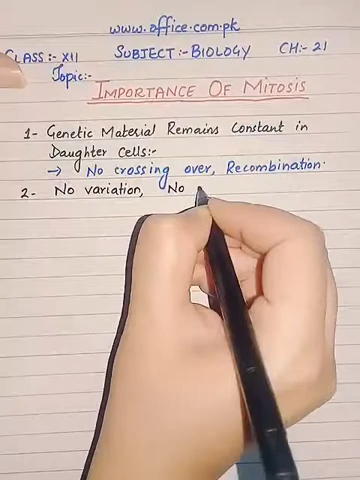 www.office.com.pk
CLASS :- XII SUBJECT :- BIOLOGY CH :- 21
Topic:-
IMPORTANCE OF MITOSIS
1- Genetic Material Remains Constant in
Daughter Cells:-
→ No crossing over, Recombination.
2- No variation, No